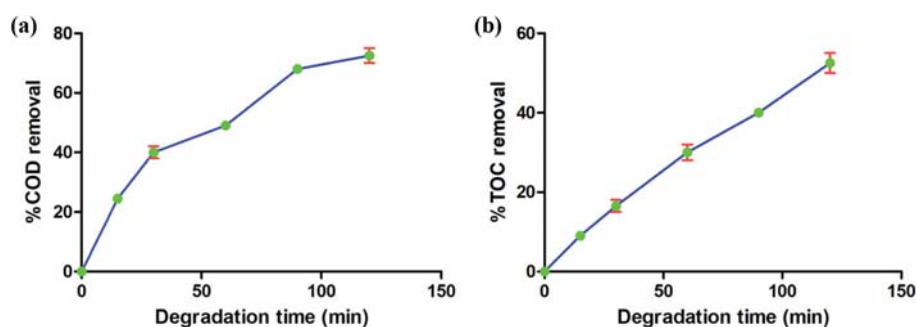 (a)
%COD removal
80
60
40
20
0
0 50 100 150
Degradation time (min)
(b)
%TOC removal
60
40
20
0
0 50 100 150
Degradation time (min)